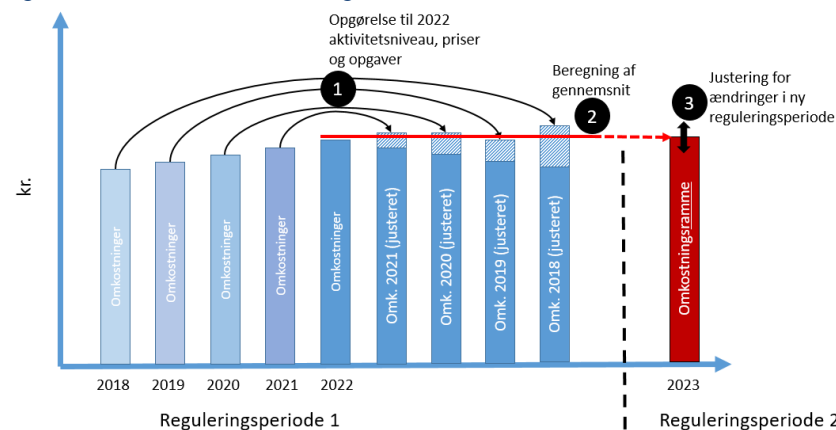 Opgørelse til 2022
aktivitetsniveau, priser
og opgaver
1
Beregning af
gennemsnit
2
3
Justering for
ændringer i ny
reguleringsperiode
kr.
Omkostninger
Omkostninger
Omkostninger
Omkostninger
Omkostninger
Omk. 2021 (justeret)
Omk. 2020 (justeret)
Omk. 2019 (justeret)
Omk. 2018 (justeret)
Omkostningsramme
2018
2019
2020
2021
2022
2023
Reguleringsperiode 1
Reguleringsperiode 2